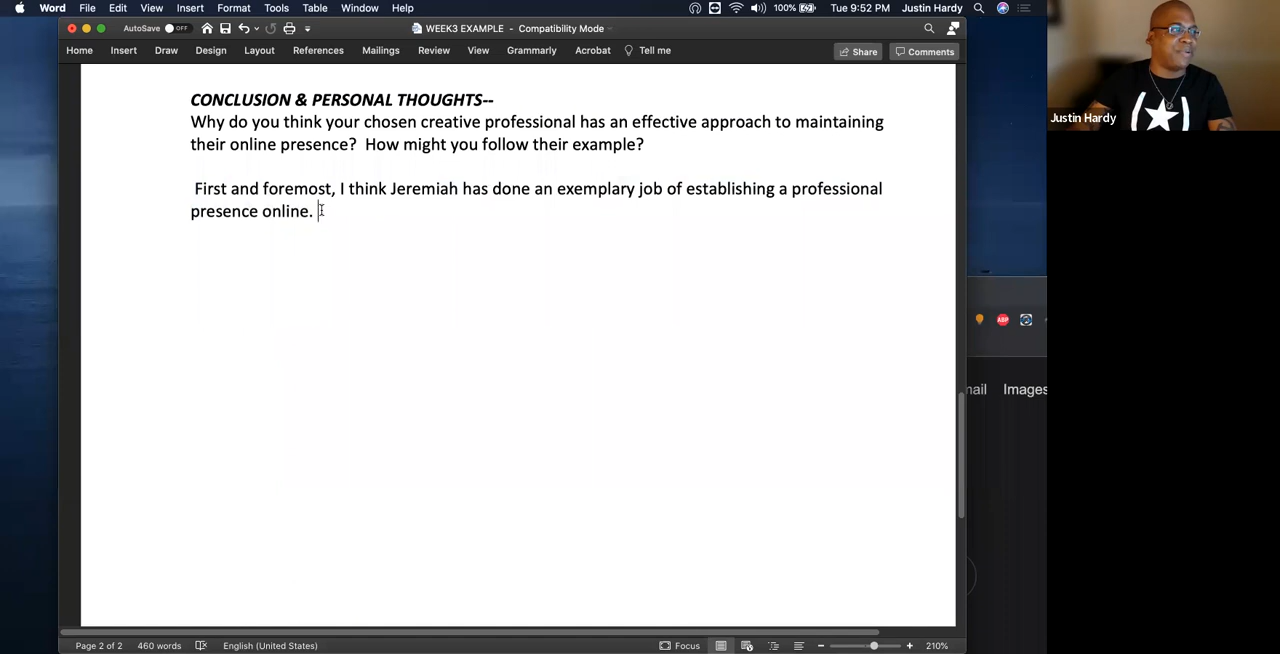 Word File Edit View Insert Format Tools Table Window Help 100% Tue 9:52 PM Justin Hardy
AutoSave OFF WEEK3 EXAMPLE - Compatibility Mode
Home Insert Draw Design Layout References Mailings Review View Grammarly Acrobat Tell me Share Comments
Justin Hardy
CONCLUSION & PERSONAL THOUGHTS--
Why do you think your chosen creative professional has an effective approach to maintaining
their online presence?  How might you follow their example?
First and foremost, I think Jeremiah has done an exemplary job of establishing a professional
presence online.
ABP
mail Images
Page 2 of 2 460 words English (United States) Focus 210%